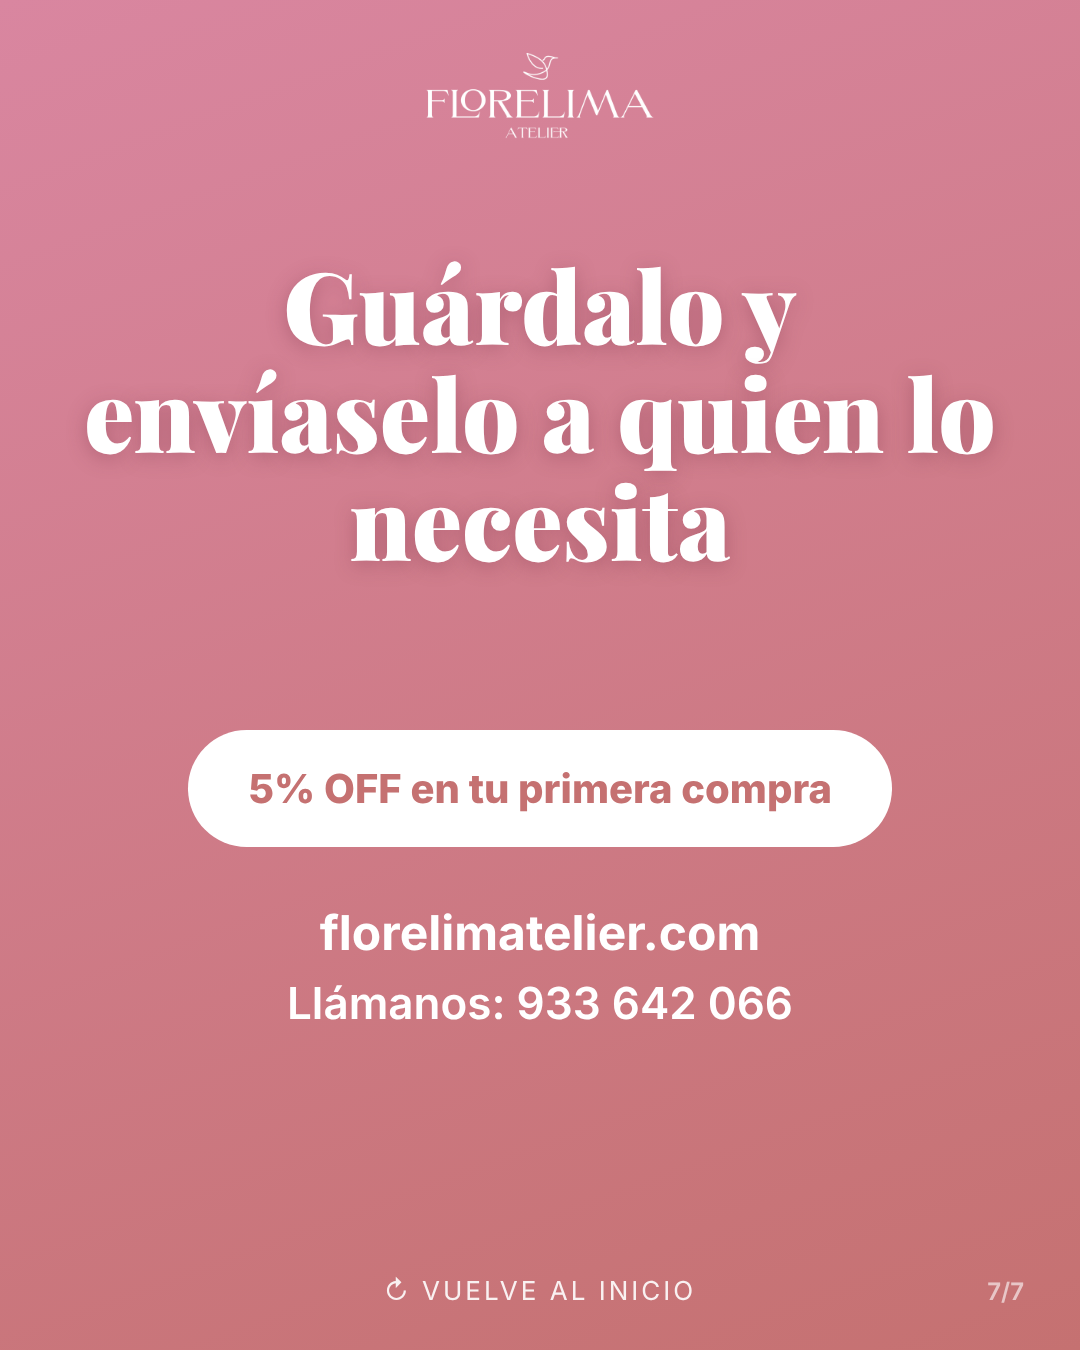 FLORELIMA
ATELIER
Guárdalo y
envíaselo a quien lo
necesita
5% OFF en tu primera compra
florelimatelier.com
Llámanos: 933 642 066
↻ VUELVE AL INICIO
7/7